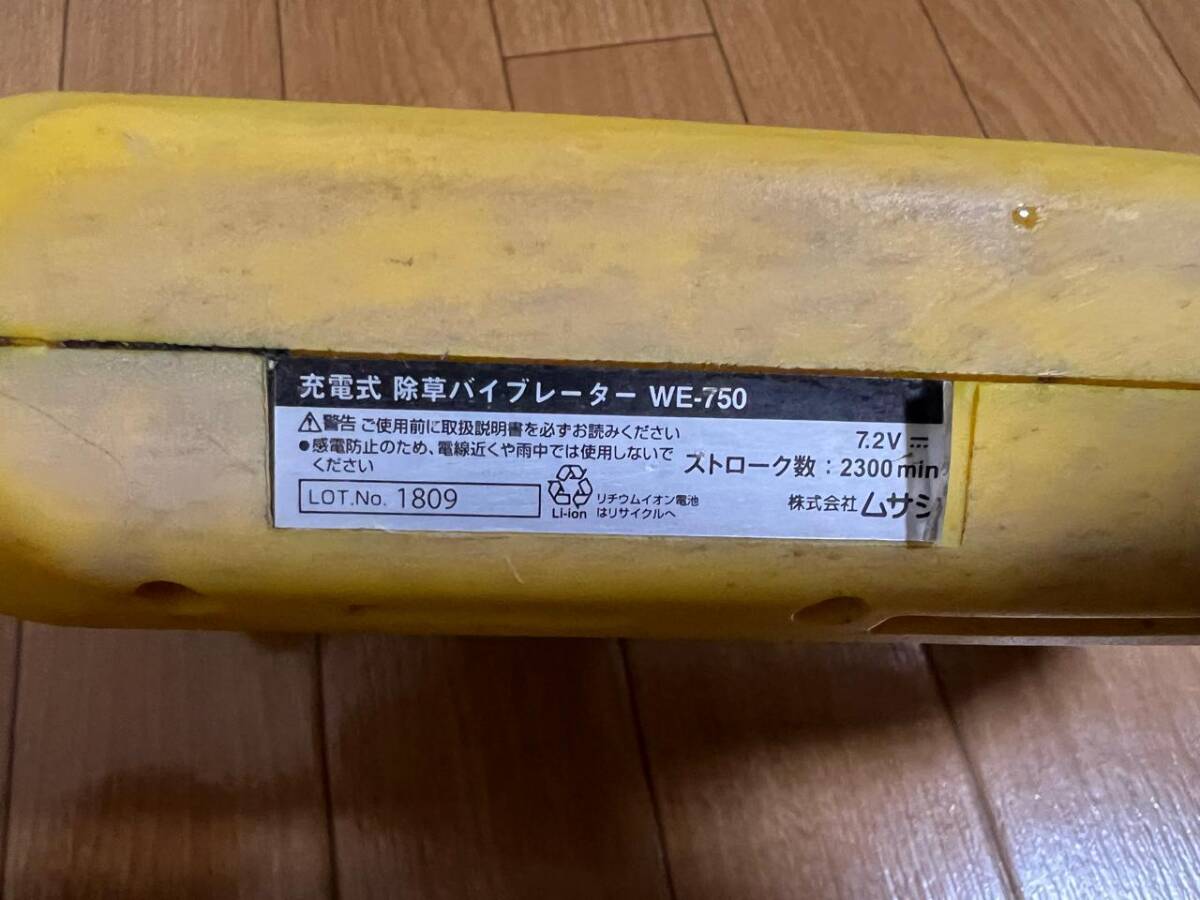 充電式 除草バイブレーター WE-750
⚠警告 ご使用前に取扱説明書を必ずお読みください
●感電防止のため、電線近くや雨中では使用しないで
ください
7.2V ⎓
ストローク数：2300min
LOT.No. 1809
Li-ion
リチウムイオン電池
はリサイクルへ
株式会社ムサシ